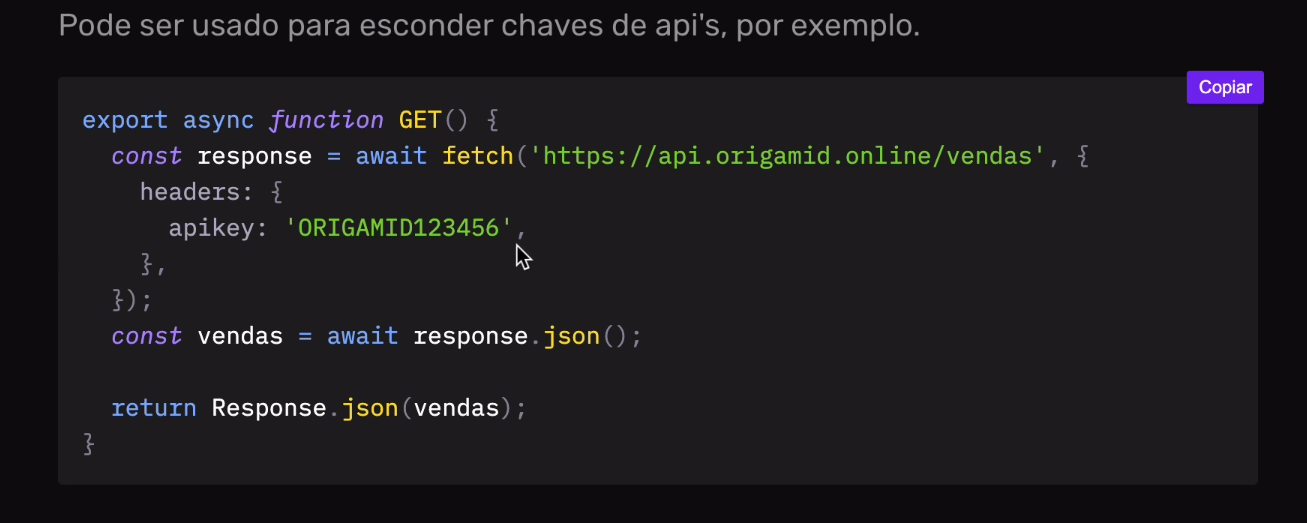 Pode ser usado para esconder chaves de api's, por exemplo.
Copiar
export async function GET() {
  const response = await fetch('https://api.origamid.online/vendas', {
    headers: {
      apikey: 'ORIGAMID123456',
    },
  });
  const vendas = await response.json();

  return Response.json(vendas);
}